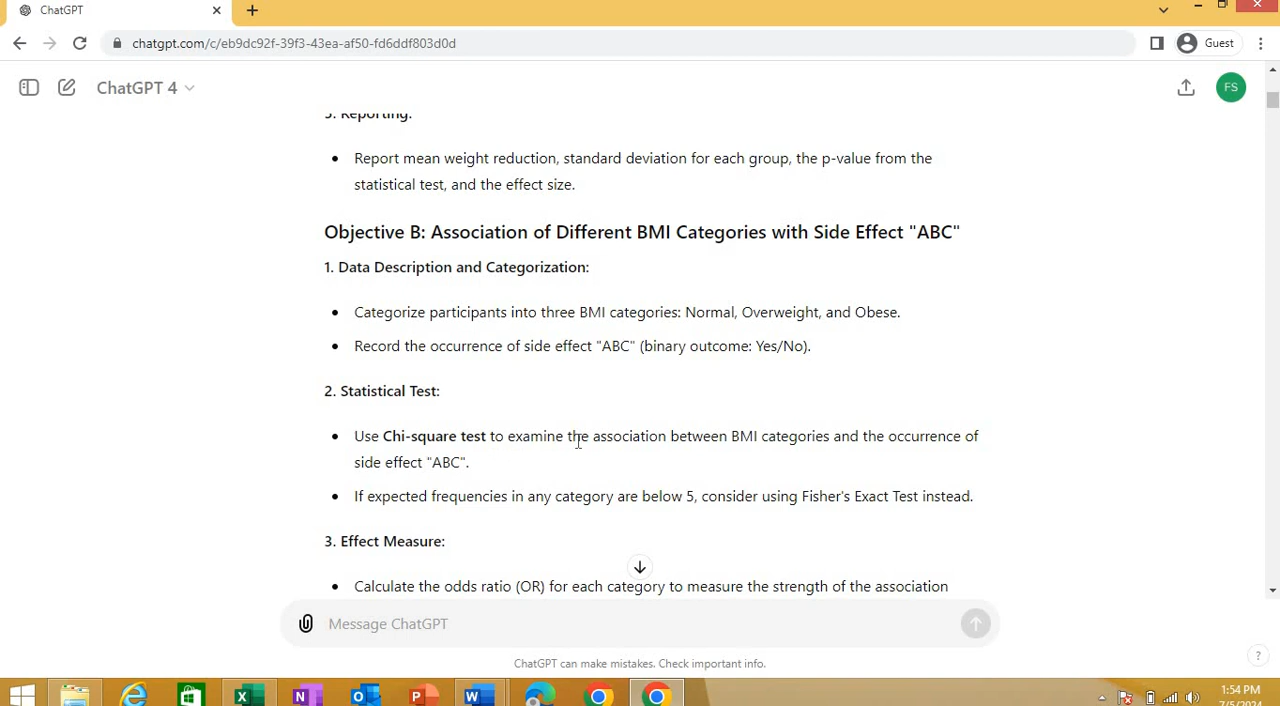 ChatGPT
chatgpt.com/c/eb9dc92f-39f3-43ea-af50-fd6ddf803d0d
Guest
ChatGPT 4
FS
3. Reporting:
Report mean weight reduction, standard deviation for each group, the p-value from the
statistical test, and the effect size.
Objective B: Association of Different BMI Categories with Side Effect "ABC"
1. Data Description and Categorization:
Categorize participants into three BMI categories: Normal, Overweight, and Obese.
Record the occurrence of side effect "ABC" (binary outcome: Yes/No).
2. Statistical Test:
Use Chi-square test to examine the association between BMI categories and the occurrence of
side effect "ABC".
If expected frequencies in any category are below 5, consider using Fisher's Exact Test instead.
3. Effect Measure:
Calculate the odds ratio (OR) for each category to measure the strength of the association
Message ChatGPT
ChatGPT can make mistakes. Check important info.
?
1:54 PM
7/5/2024